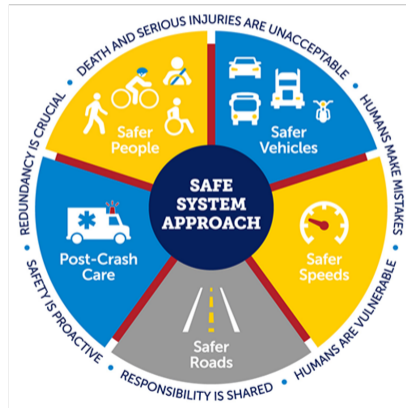 DEATH AND SERIOUS INJURIES ARE UNACCEPTABLE
HUMANS MAKE MISTAKES
HUMANS ARE VULNERABLE
RESPONSIBILITY IS SHARED
SAFETY IS PROACTIVE
REDUNDANCY IS CRUCIAL
Safer
People
Safer
Vehicles
SAFE
SYSTEM
APPROACH
Post-Crash
Care
Safer
Speeds
Safer
Roads